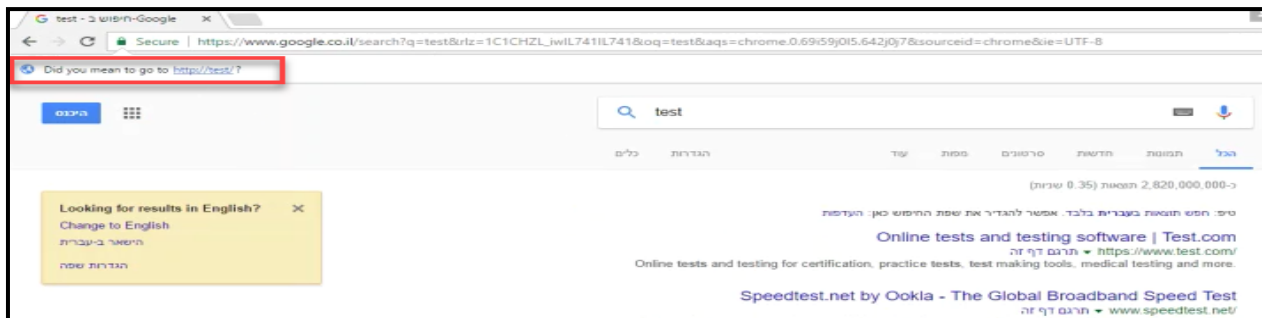 test - חיפוש ב-Google
Secure | https://www.google.co.il/search?q=test&rlz=1C1CHZL_iwIL741IL741&oq=test&aqs=chrome.0.69i59j0l5.642j0j7&sourceid=chrome&ie=UTF-8
Did you mean to go to http://test/?
היכנס
test
הכל תמונות חדשות סרטונים מפות עוד הגדרות כלים
כ-2,820,000,000 תוצאות (0.35 שניות)
Looking for results in English?
Change to English
הישאר ב-עברית
הגדרות שפה
טיפ: חפש תוצאות בעברית בלבד. אפשר להגדיר את שפת החיפוש כאן: העדפות
Online tests and testing software | Test.com
https://www.test.com/ תרגם דף זה
Online tests and testing for certification, practice tests, test making tools, medical testing and more.
Speedtest.net by Ookla - The Global Broadband Speed Test
www.speedtest.net/ תרגם דף זה